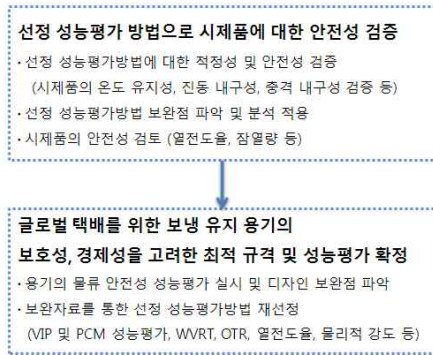 선정 성능평가 방법으로 시제품에 대한 안전성 검증
· 선정 성능평가방법에 대한 적정성 및 안전성 검증
(시제품의 온도 유지성, 진동 내구성, 충격 내구성 검증 등)
· 선정 성능평가방법 보완점 파악 및 분석 적용
· 시제품의 안전성 검토 (열전도율, 잠열량 등)
글로벌 택배를 위한 보냉 유지 용기의
보호성, 경제성을 고려한 최적 규격 및 성능평가 확정
· 용기의 물류 안전성 성능평가 실시 및 디자인 보완점 파악
· 보완자료를 통한 선정 성능평가방법 재선정
(VIP 및 PCM 성능평가, WVRT, OTR, 열전도율, 물리적 강도 등)